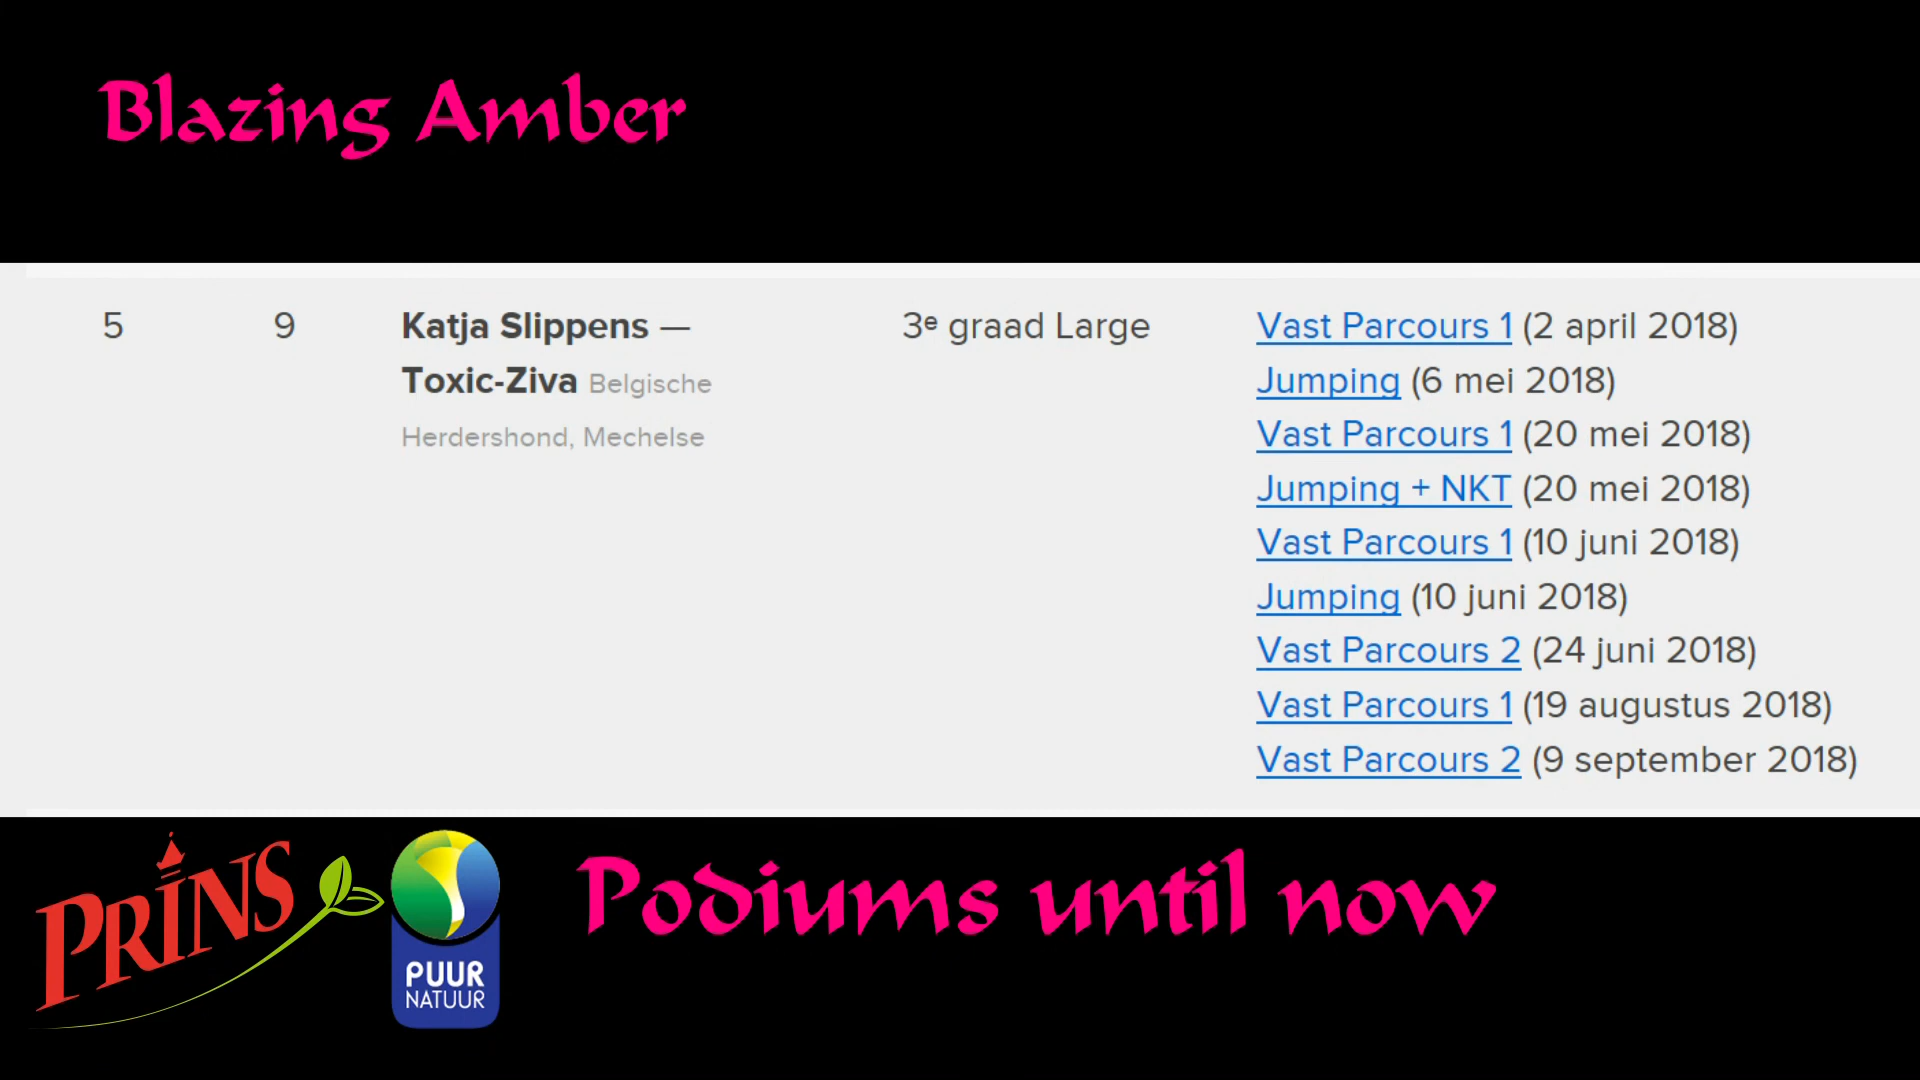 Blazing Amber
5 9 Katja Slippens — 3ᵉ graad Large Vast Parcours 1 (2 april 2018)
Toxic-Ziva Belgische Jumping (6 mei 2018)
Herdershond, Mechelse Vast Parcours 1 (20 mei 2018)
Jumping + NKT (20 mei 2018)
Vast Parcours 1 (10 juni 2018)
Jumping (10 juni 2018)
Vast Parcours 2 (24 juni 2018)
Vast Parcours 1 (19 augustus 2018)
Vast Parcours 2 (9 september 2018)
PRINS
PUUR
NATUUR
Podiums until now